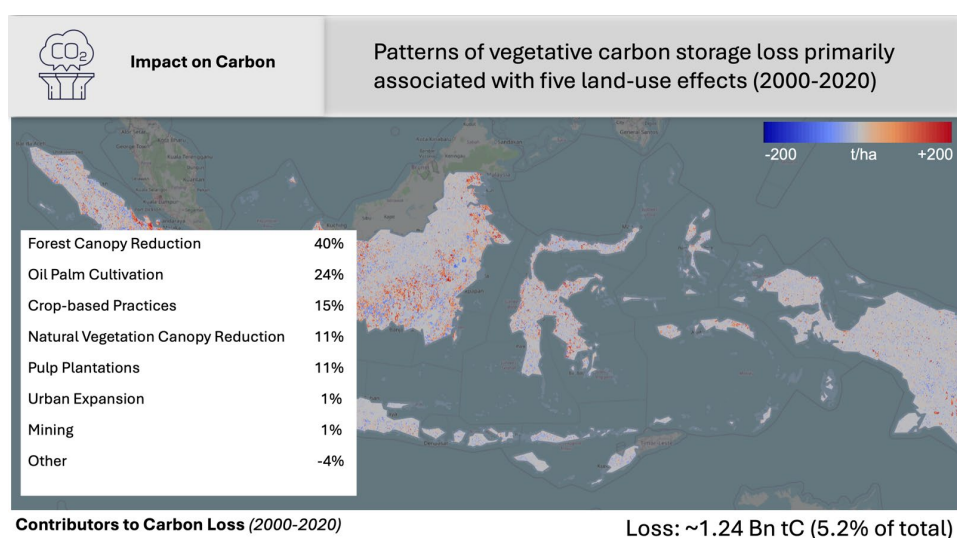 CO2
Impact on Carbon
Patterns of vegetative carbon storage loss primarily
associated with five land-use effects (2000-2020)
-200 t/ha +200
Forest Canopy Reduction 40%
Oil Palm Cultivation 24%
Crop-based Practices 15%
Natural Vegetation Canopy Reduction 11%
Pulp Plantations 11%
Urban Expansion 1%
Mining 1%
Other -4%
Contributors to Carbon Loss (2000-2020)
Loss: ~1.24 Bn tC (5.2% of total)